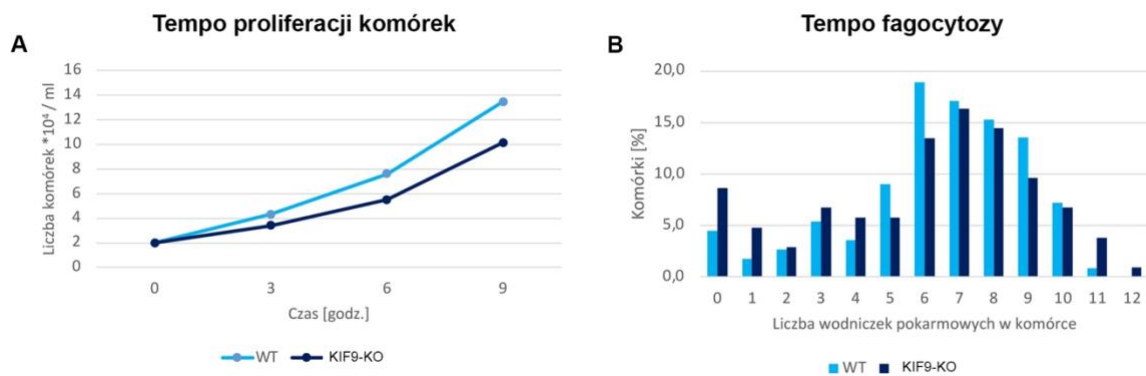 Tempo proliferacji komórek
A
Liczba komórek *10⁴ / ml
16
14
12
10
8
6
4
2
0
0 3 6 9
Czas [godz.]
WT KIF9-KO
Tempo fagocytozy
B
Komórki [%]
20,0
15,0
10,0
5,0
0,0
0 1 2 3 4 5 6 7 8 9 10 11 12
Liczba wodniczek pokarmowych w komórce
WT KIF9-KO